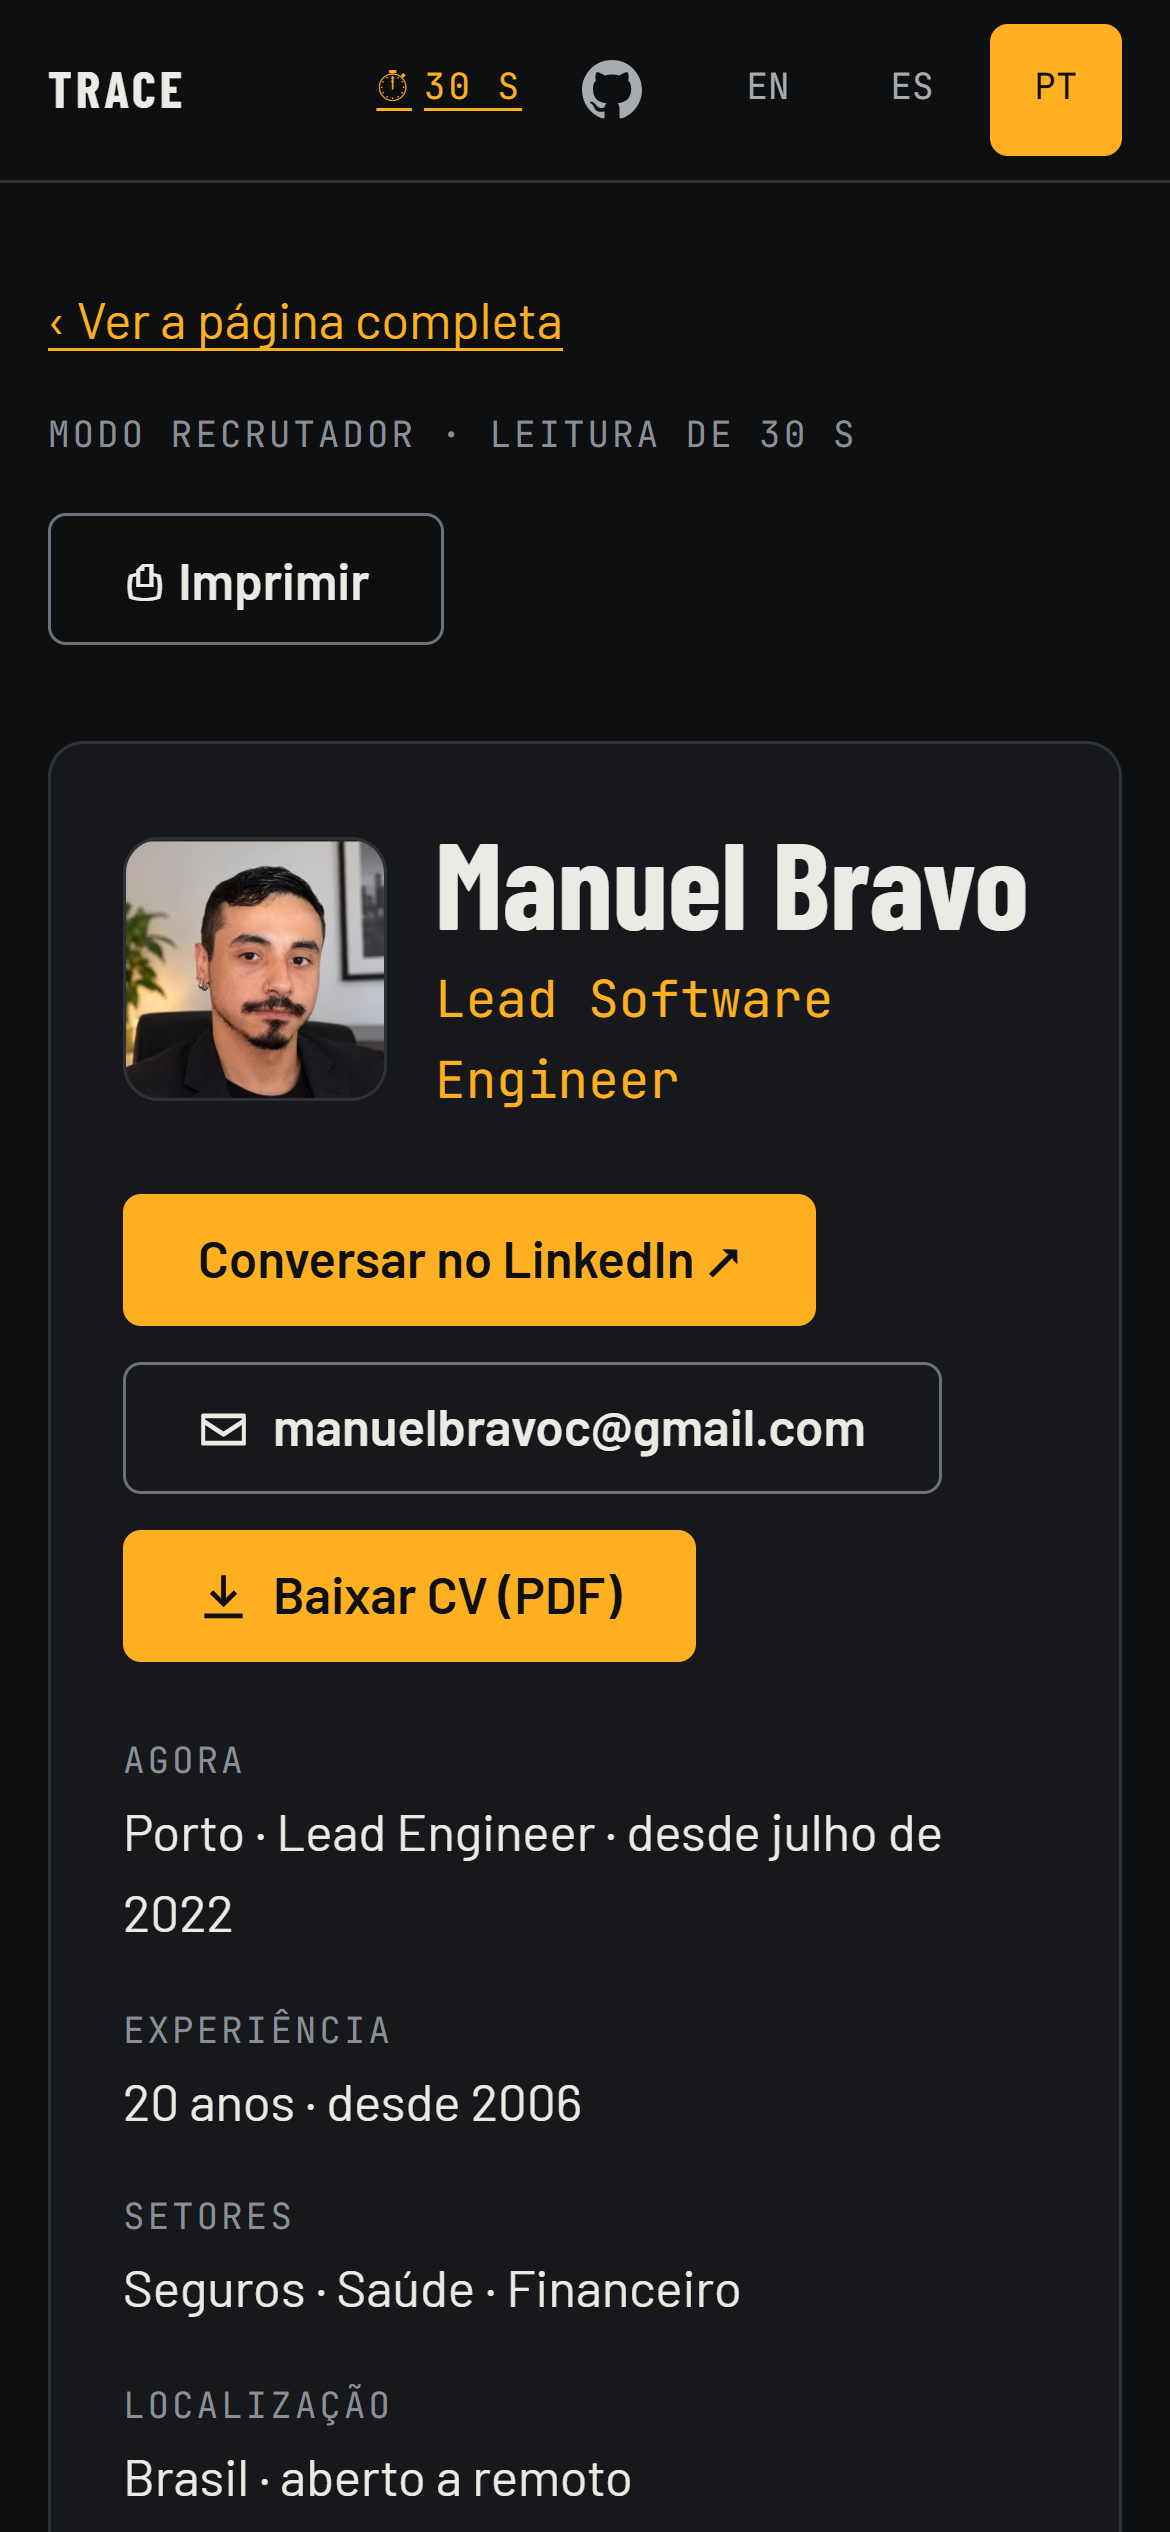 TRACE
⏱ 30 S
EN
ES
PT
‹ Ver a página completa
MODO RECRUTADOR · LEITURA DE 30 S
⎙ Imprimir
Manuel Bravo
Lead Software
Engineer
Conversar no LinkedIn ↗
manuelbravoc@gmail.com
Baixar CV (PDF)
AGORA
Porto · Lead Engineer · desde julho de
2022
EXPERIÊNCIA
20 anos · desde 2006
SETORES
Seguros · Saúde · Financeiro
LOCALIZAÇÃO
Brasil · aberto a remoto